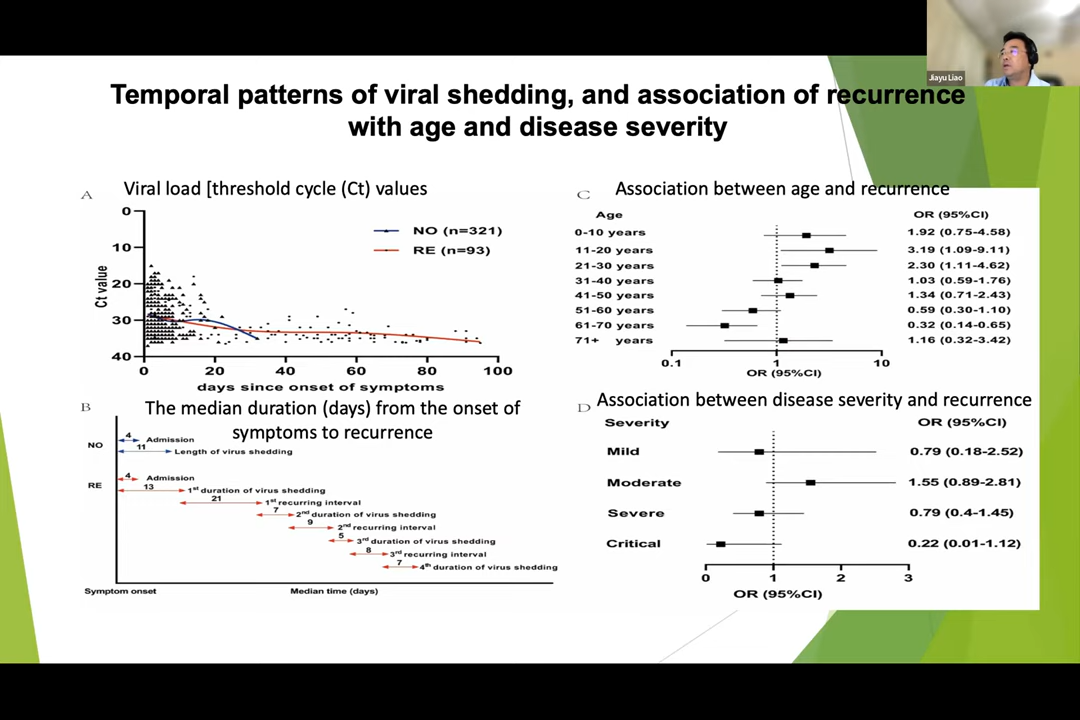 Jiayu Liao
Temporal patterns of viral shedding, and association of recurrence
with age and disease severity
A
Viral load [threshold cycle (Ct) values
Ct value
0
10
20
30
40
NO (n=321)
RE (n=93)
0 20 40 60 80 100
days since onset of symptoms
B
The median duration (days) from the onset of
symptoms to recurrence
NO
4
Admission
11
Length of virus shedding
RE
4
Admission
13
1st duration of virus shedding
21
1st recurring interval
7
2nd duration of virus shedding
9
2nd recurring interval
5
3rd duration of virus shedding
8
3rd recurring interval
7
4th duration of virus shedding
Symptom onset Median time (days)
C
Association between age and recurrence
Age OR (95%CI)
0-10 years 1.92 (0.75-4.58)
11-20 years 3.19 (1.09-9.11)
21-30 years 2.30 (1.11-4.62)
31-40 years 1.03 (0.59-1.76)
41-50 years 1.34 (0.71-2.43)
51-60 years 0.59 (0.30-1.10)
61-70 years 0.32 (0.14-0.65)
71+ years 1.16 (0.32-3.42)
0.1 1 10
OR (95%CI)
D
Association between disease severity and recurrence
Severity OR (95%CI)
Mild 0.79 (0.18-2.52)
Moderate 1.55 (0.89-2.81)
Severe 0.79 (0.4-1.45)
Critical 0.22 (0.01-1.12)
0 1 2 3
OR (95%CI)